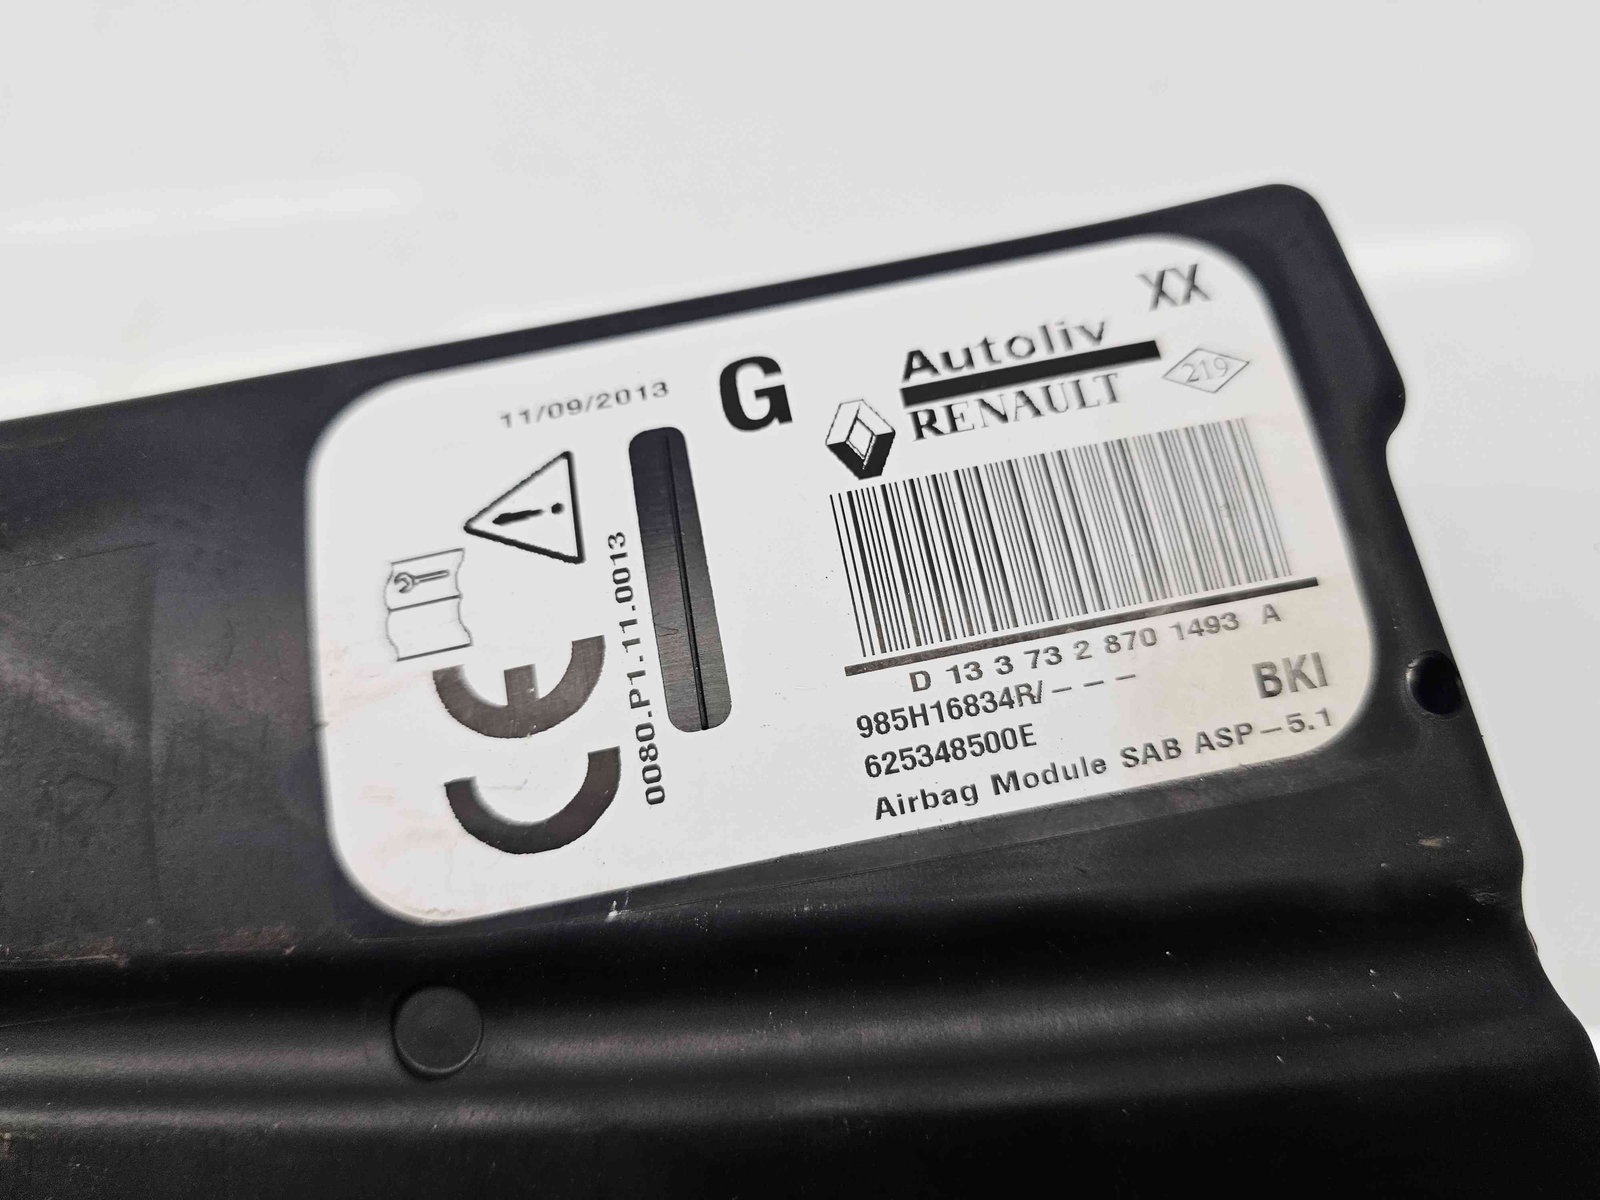 XX
Autoliv
11/09/2013
G
RENAULT
219
0080.P1.11.0013
CE
D 13 3 73 2 870 1493 A
985H16834R/---
BKI
625348500E
Airbag Module SAB ASP-5.1